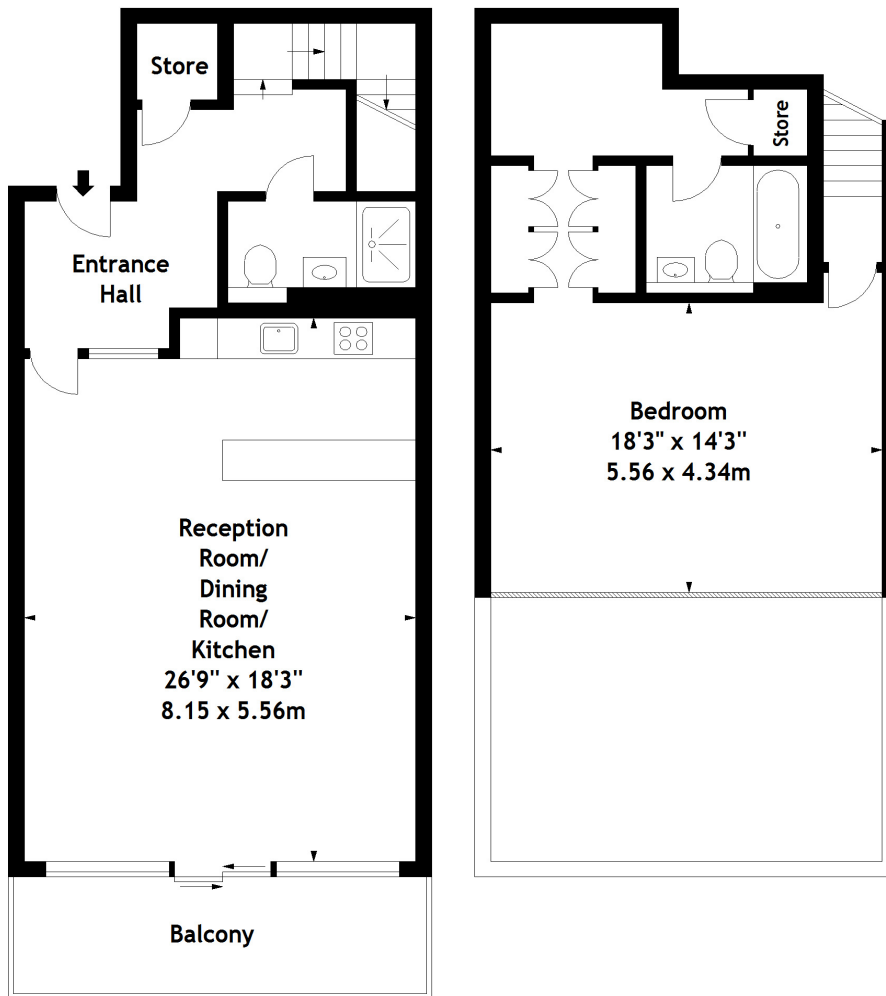 Store
Entrance
Hall
Reception
Room/
Dining
Room/
Kitchen
26'9" x 18'3"
8.15 x 5.56m
Balcony
Store
Bedroom
18'3" x 14'3"
5.56 x 4.34m